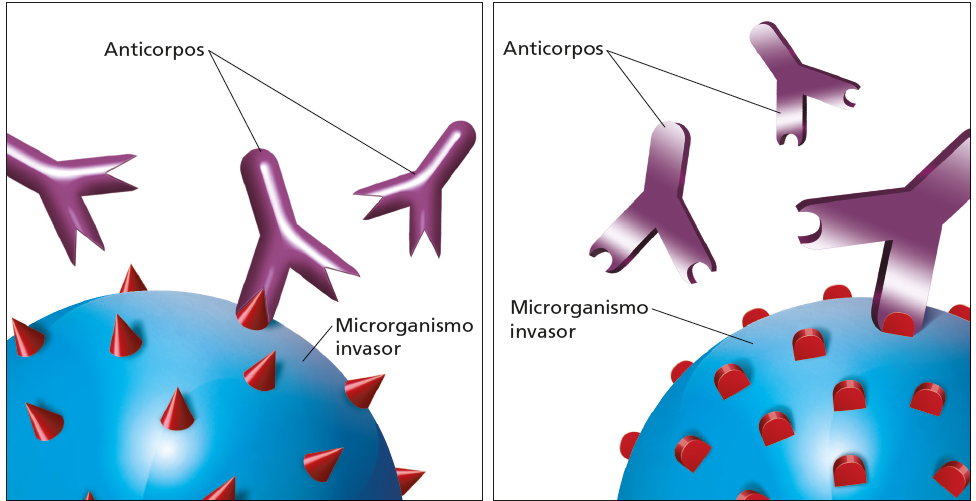 Anticorpos
Microrganismo
invasor
Anticorpos
Microrganismo
invasor